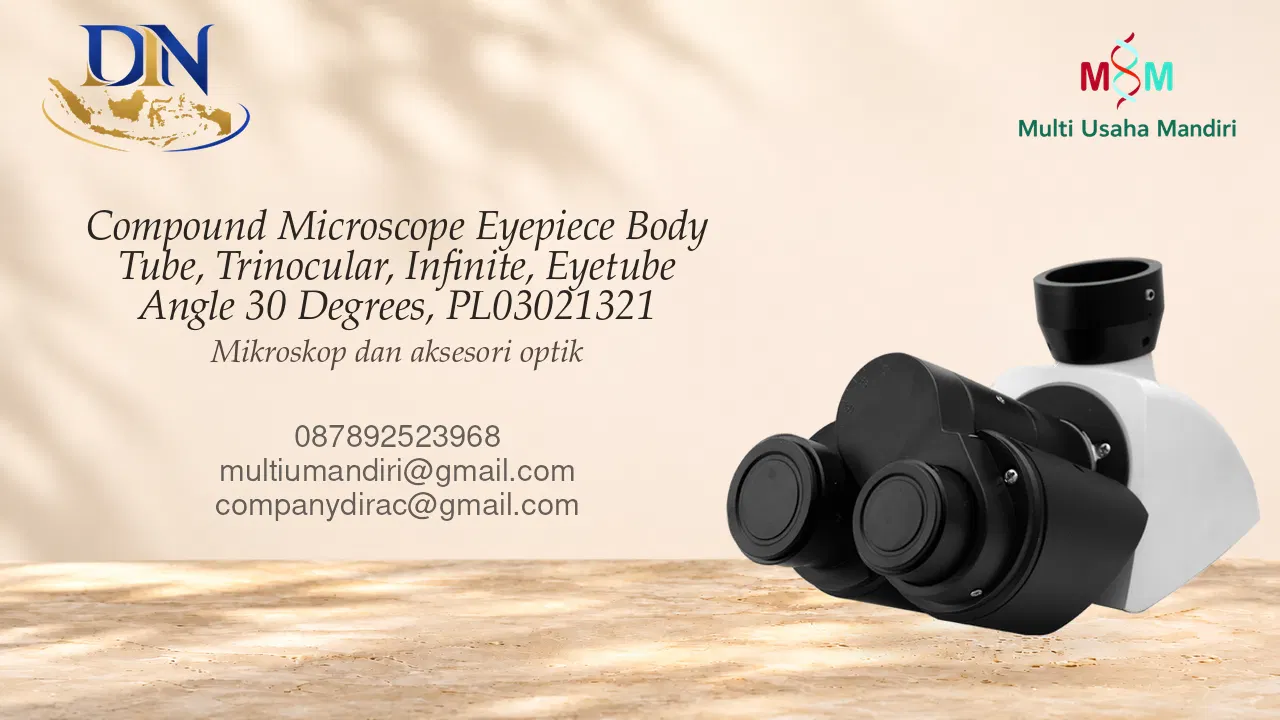 DIN
M M
Multi Usaha Mandiri
Compound Microscope Eyepiece Body
Tube, Trinocular, Infinite, Eyetube
Angle 30 Degrees, PL03021321
Mikroskop dan aksesori optik
087892523968
multiumandiri@gmail.com
companydirac@gmail.com